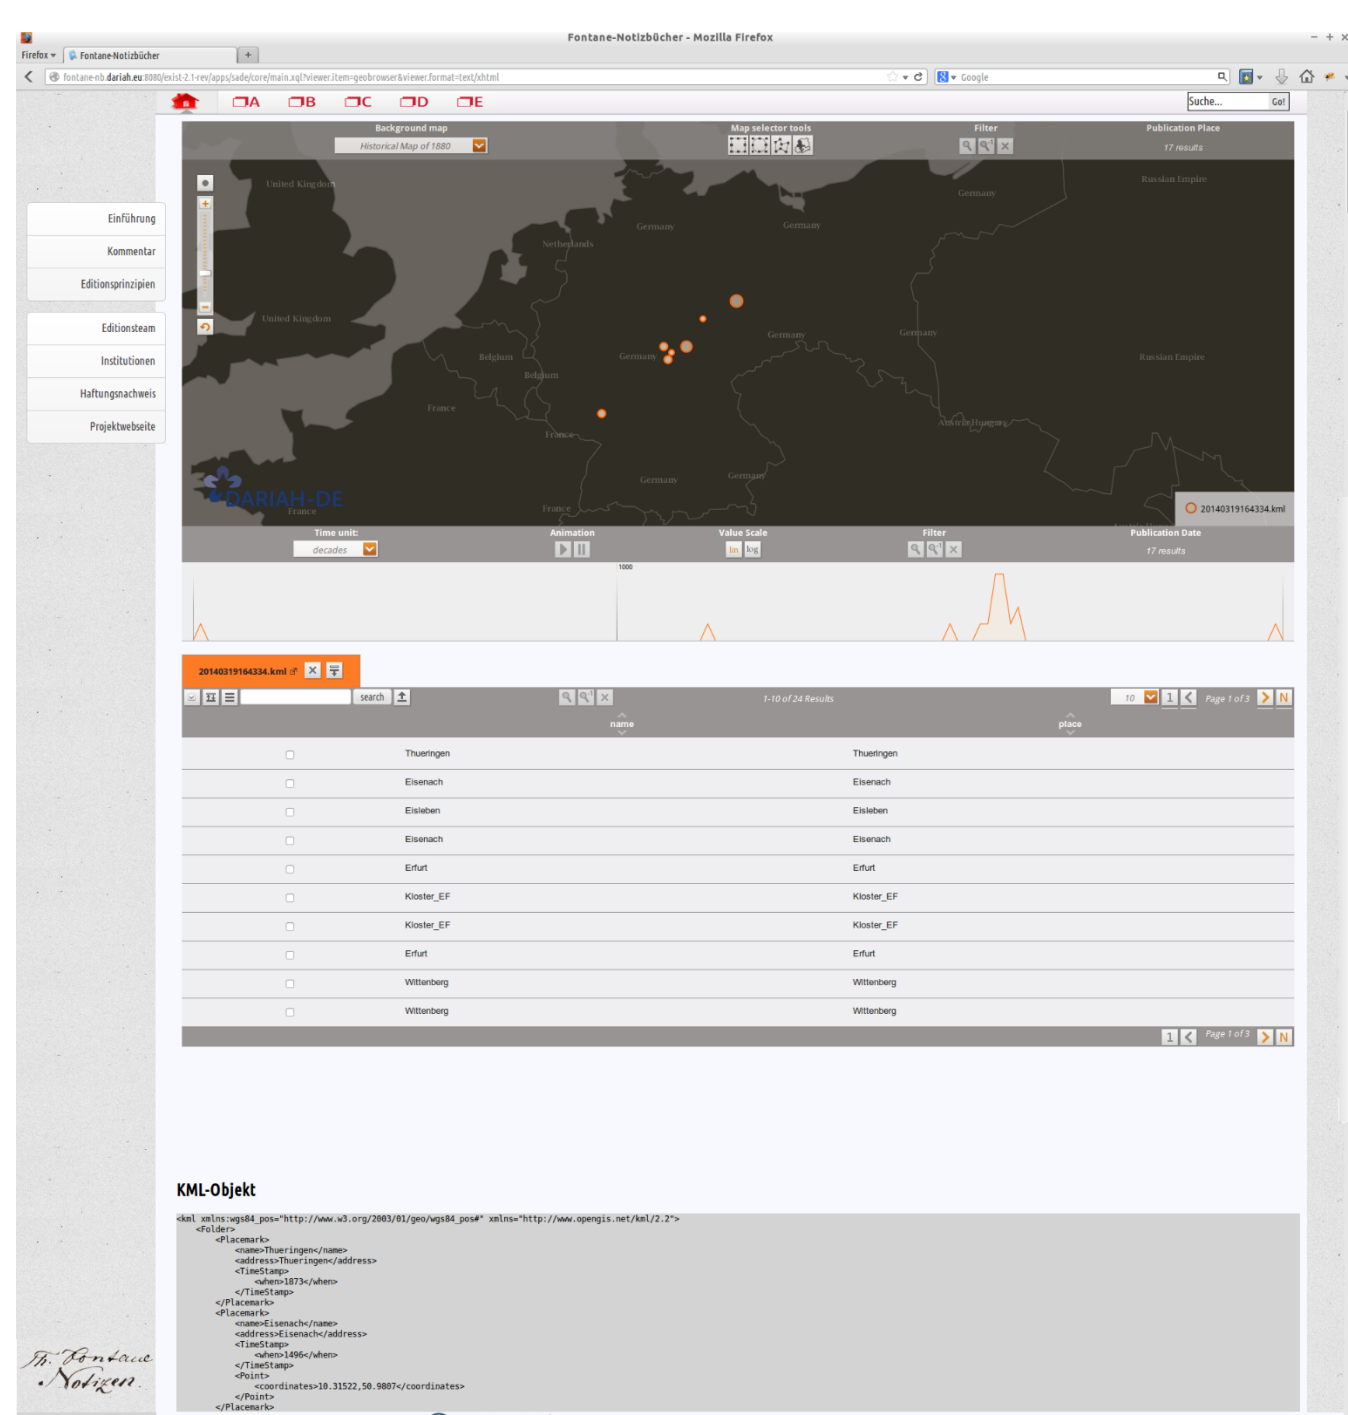 Fontane-Notizbücher - Mozilla Firefox
Firefox
Fontane-Notizbücher
fontane-nb.dariah.eu:8080/exist-2.1-rev/apps/sade/core/main.xql?viewer.item=geobrowser&viewer.format=text/xhtml
Google
A B C D E
Suche... Go!
Background map
Historical Map of 1880
Map selector tools
Filter
Publication Place
17 results
United Kingdom
Russian Empire
Germany
Germany
Germany
Netherlands
Einführung
Kommentar
Editionsprinzipien
Editionsteam
Institutionen
Haftungsnachweis
Projektwebseite
United Kingdom
Germany
Germany
Belgium
Germany
Russian Empire
Belgium
France
Austria-Hungary
France
Germany
Germany
DARIAH-DE
France
France
20140319164334.kml
Time unit:
decades
Animation
Value Scale
lin log
Filter
Publication Date
17 results
1000
20140319164334.kml
search
1-10 of 24 Results
10 1 Page 1 of 3 N
name place
Thueringen Thueringen
Eisenach Eisenach
Eisleben Eisleben
Eisenach Eisenach
Erfurt Erfurt
Kloster_EF Kloster_EF
Kloster_EF Kloster_EF
Erfurt Erfurt
Wittenberg Wittenberg
Wittenberg Wittenberg
1 Page 1 of 3 N
KML-Objekt
<kml xmlns:wgs84_pos="http://www.w3.org/2003/01/geo/wgs84_pos#" xmlns="http://www.opengis.net/kml/2.2">
<Folder>
<Placemark>
<name>Thueringen</name>
<address>Thueringen</address>
<TimeStamp>
<when>1873</when>
</TimeStamp>
</Placemark>
<Placemark>
<name>Eisenach</name>
<address>Eisenach</address>
<TimeStamp>
<when>1496</when>
</TimeStamp>
<Point>
<coordinates>10.31522,50.9807</coordinates>
</Point>
</Placemark>
Th. Fontane
Notizen.